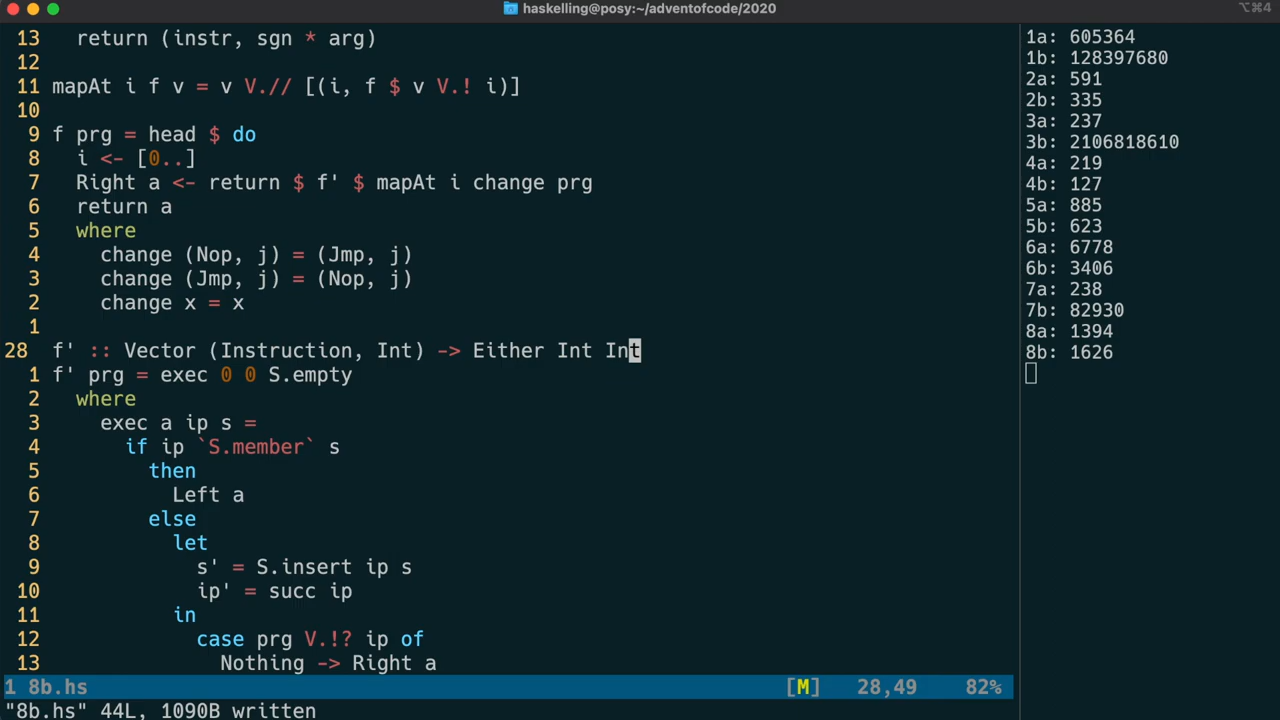 haskelling@posy:~/adventofcode/2020
⌥⌘4
13 return (instr, sgn * arg)
12
11 mapAt i f v = v V.// [(i, f $ v V.! i)]
10
9 f prg = head $ do
8 i <- [0..]
7 Right a <- return $ f' $ mapAt i change prg
6 return a
5 where
4 change (Nop, j) = (Jmp, j)
3 change (Jmp, j) = (Nop, j)
2 change x = x
1
28 f' :: Vector (Instruction, Int) -> Either Int Int
1 f' prg = exec 0 0 S.empty
2 where
3 exec a ip s =
4 if ip `S.member` s
5 then
6 Left a
7 else
8 let
9 s' = S.insert ip s
10 ip' = succ ip
11 in
12 case prg V.!? ip of
13 Nothing -> Right a
1 8b.hs [M] 28,49 82%
"8b.hs" 44L, 1090B written
1a: 605364
1b: 128397680
2a: 591
2b: 335
3a: 237
3b: 2106818610
4a: 219
4b: 127
5a: 885
5b: 623
6a: 6778
6b: 3406
7a: 238
7b: 82930
8a: 1394
8b: 1626